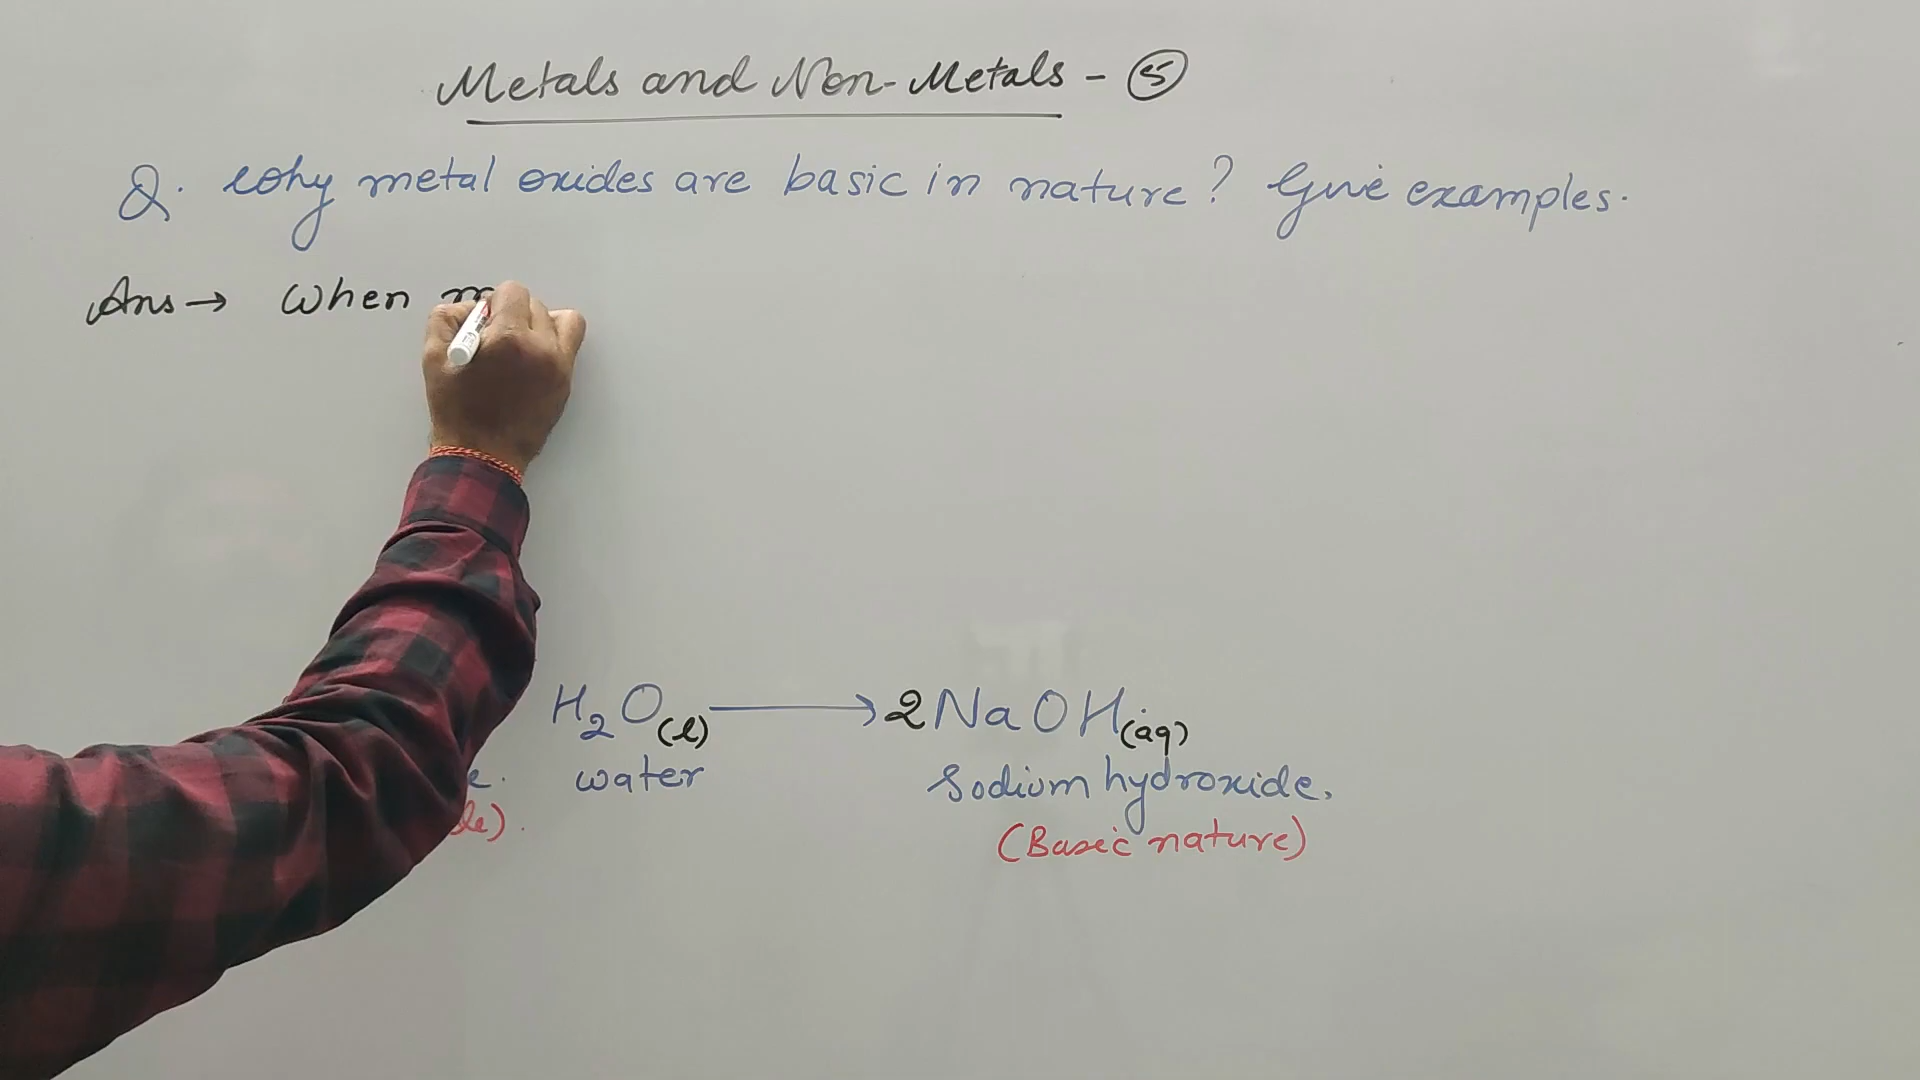 Metals and Non-Metals - 5
Q. Why metal oxides are basic in nature? Give examples.
Ans → When
H₂O(l) → 2NaOH(aq)
water Sodium hydroxide.
(Basic nature)